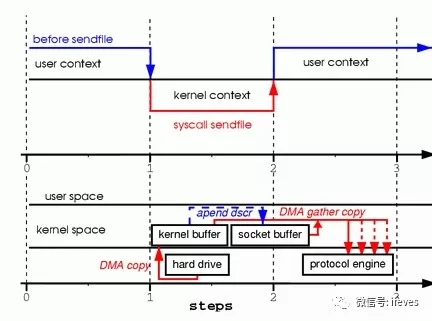 before sendfile
user context
user context
kernel context
syscall sendfile
0
1
2
3
user space
apend dscr
DMA gather copy
kernel space
kernel buffer
socket buffer
DMA copy
hard drive
protocol engine
微信号: ifeves
0
1
2
3
steps